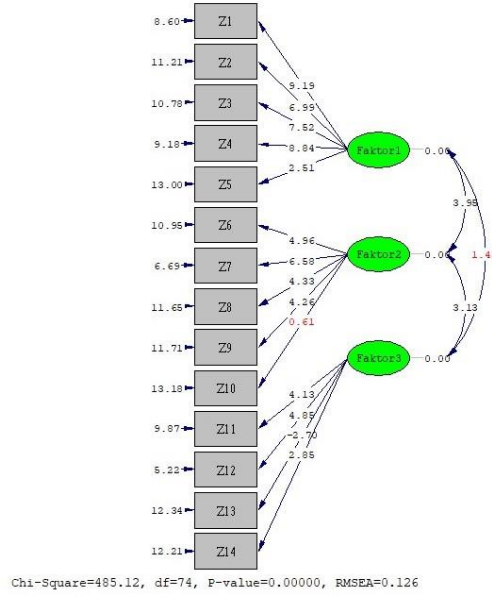 8.60 Z1
11.21 Z2
10.78 Z3
9.18 Z4
13.00 Z5
10.95 Z6
6.69 Z7
11.65 Z8
11.71 Z9
13.18 Z10
9.87 Z11
5.22 Z12
12.34 Z13
12.21 Z14
9.19
6.99
7.52
8.84
2.51
Faktor1 0.00
4.96
6.58
4.33
4.26
0.61
Faktor2 0.00
4.13
4.85
-2.70
2.85
Faktor3 0.00
3.98
1.4
3.13
Chi-Square=485.12, df=74, P-value=0.00000, RMSEA=0.126